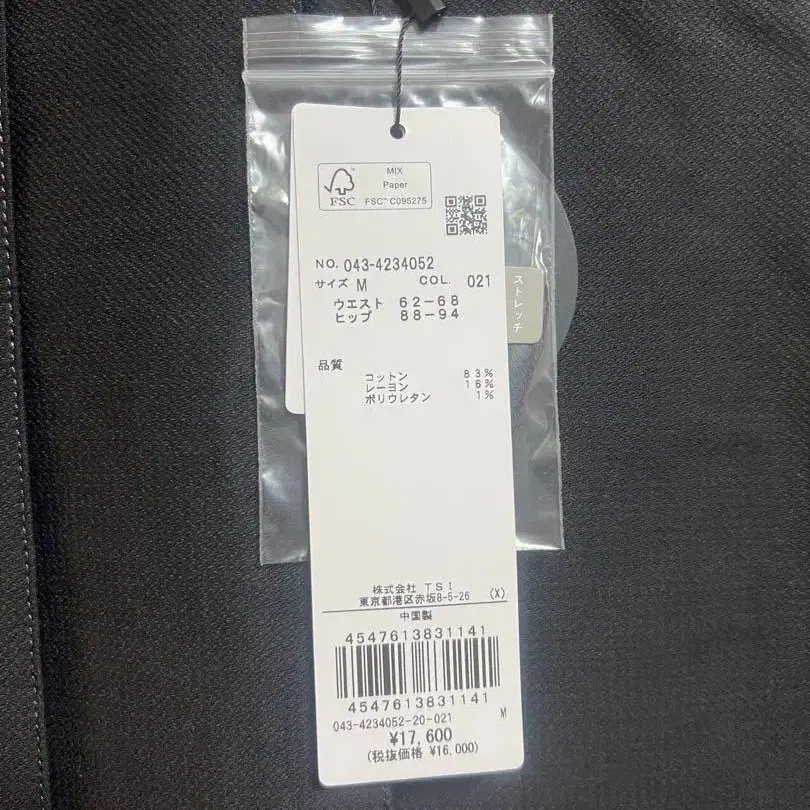 MIX
Paper
FSC™ C095275
FSC
NO. 043-4234052
サイズ M COL. 021
ウエスト 62-68
ヒップ 88-94
ストレッチ
品質
コットン 83%
レーヨン 16%
ポリウレタン 1%
株式会社 TSI
東京都港区赤坂8-5-26 (X)
中国製
4547613831141
4547613831141
043-4234052-20-021 M
¥17,600
(税抜価格 ¥16,000)